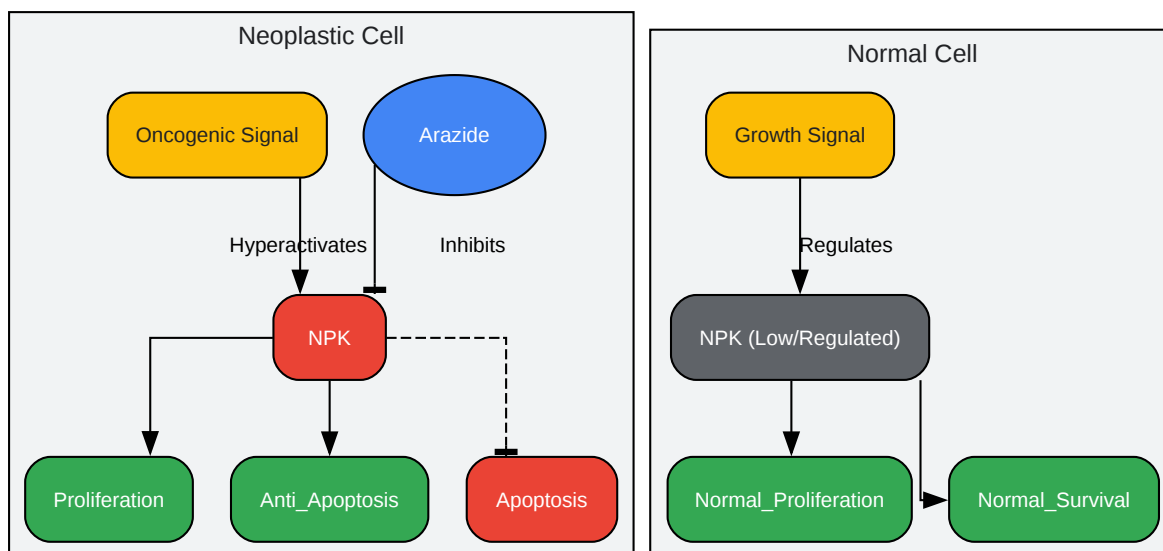 Neoplastic Cell
Oncogenic Signal
Arazide
Hyperactivates
Inhibits
NPK
Proliferation
Anti_Apoptosis
Apoptosis
Normal Cell
Growth Signal
Regulates
NPK (Low/Regulated)
Normal_Proliferation
Normal_Survival